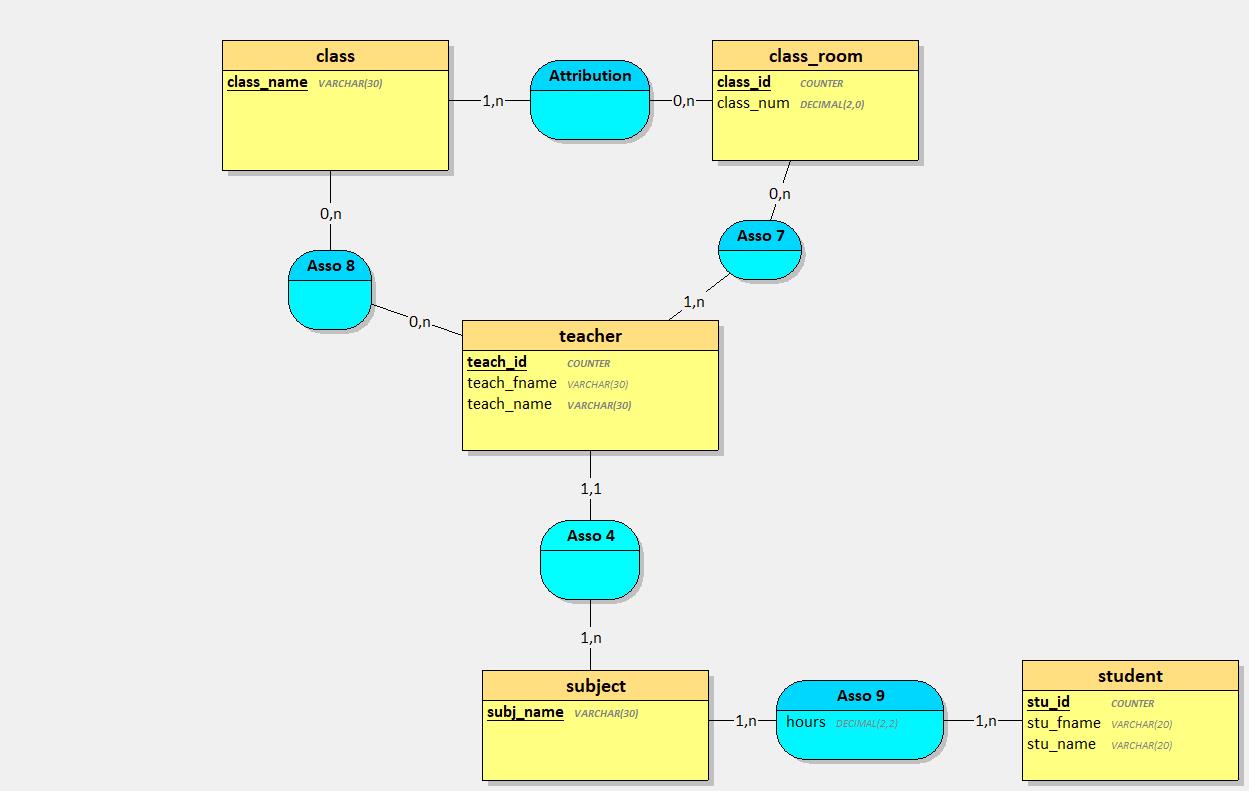 class
class_name VARCHAR(30)
1,n
Attribution
0,n
class_room
class_id COUNTER
class_num DECIMAL(2,0)
0,n
Asso 8
0,n
0,n
Asso 7
1,n
teacher
teach_id COUNTER
teach_fname VARCHAR(30)
teach_name VARCHAR(30)
1,1
Asso 4
1,n
subject
subj_name VARCHAR(30)
1,n
Asso 9
hours DECIMAL(2,2)
1,n
student
stu_id COUNTER
stu_fname VARCHAR(20)
stu_name VARCHAR(20)